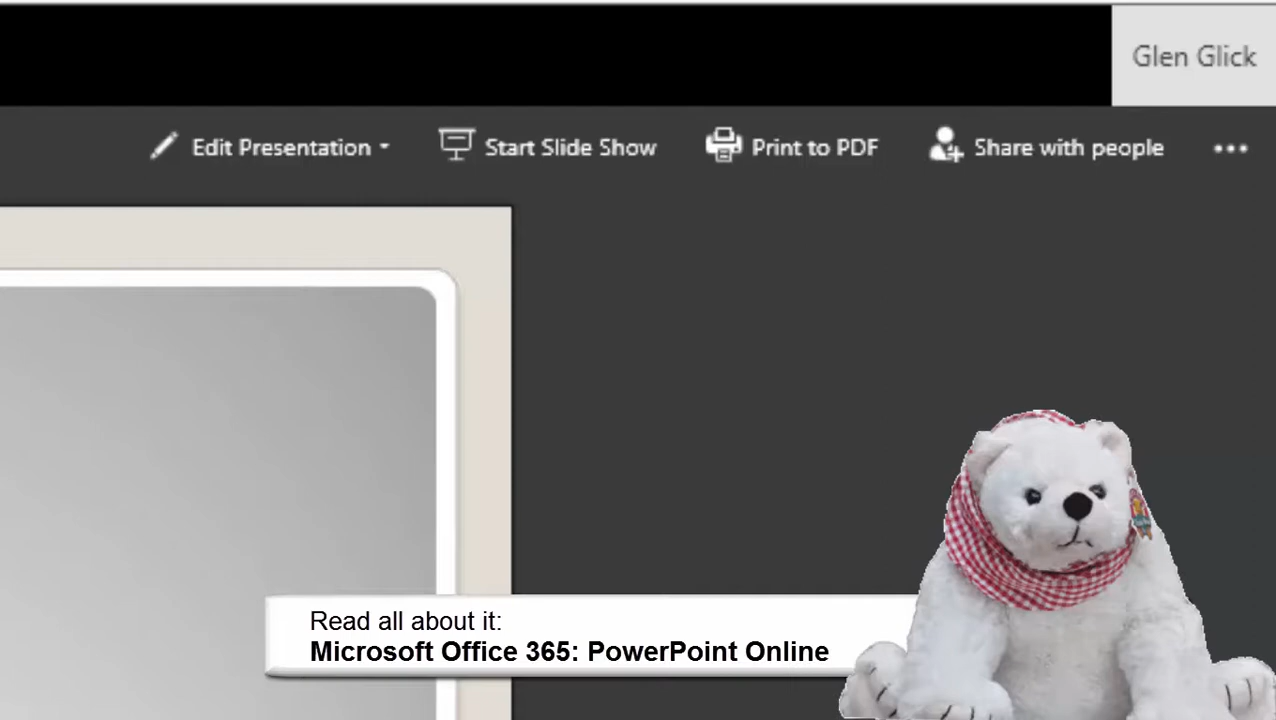 Glen Glick
Edit Presentation Start Slide Show Print to PDF Share with people ...
Read all about it:
Microsoft Office 365: PowerPoint Online